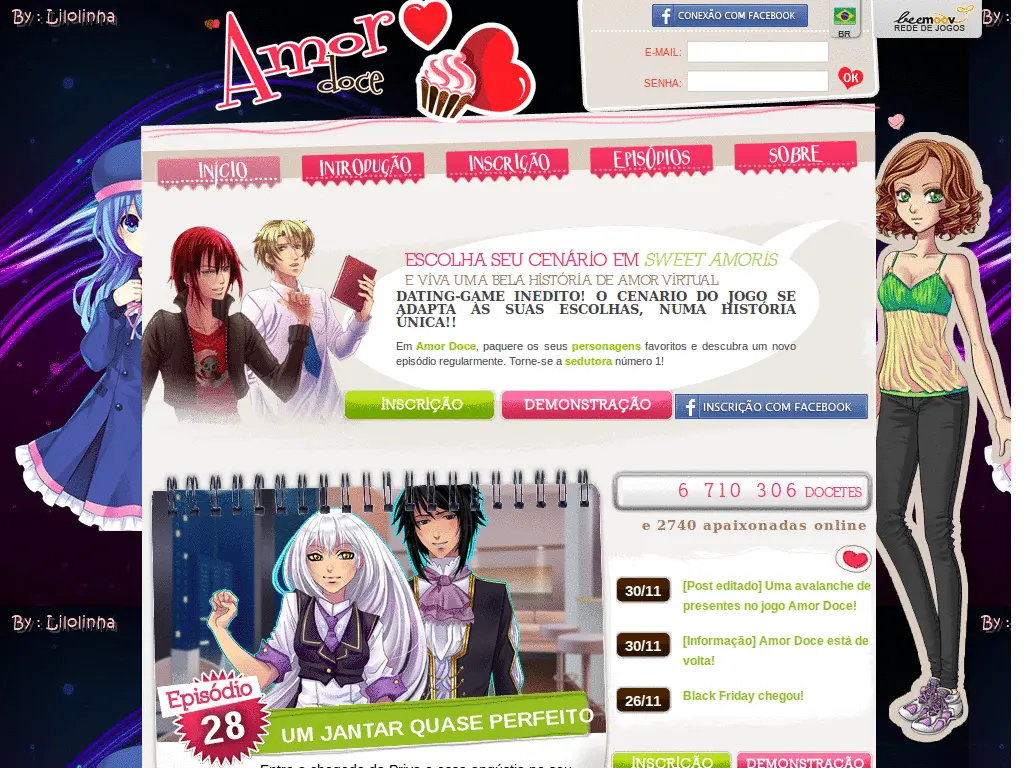 By : Lilolinha
Amor
doce
CONEXÃO COM FACEBOOK
E-MAIL:
SENHA:
OK
BR
beemoov
REDE DE JOGOS
By :
INÍCIO
INTRODUÇÃO
INSCRIÇÃO
EPISÓDIOS
SOBRE
ESCOLHA SEU CENÁRIO EM SWEET AMORIS
E VIVA UMA BELA HISTÓRIA DE AMOR VIRTUAL
DATING-GAME INEDITO! O CENARIO DO JOGO SE
ADAPTA AS SUAS ESCOLHAS, NUMA HISTÓRIA
ÚNICA!!
Em Amor Doce, paquere os seus personagens favoritos e descubra um novo
episódio regularmente. Torne-se a sedutora número 1!
INSCRIÇÃO
DEMONSTRAÇÃO
INSCRIÇÃO COM FACEBOOK
6 710 306 DOCETES
e 2740 apaixonadas online
30/11
[Post editado] Uma avalanche de
presentes no jogo Amor Doce!
30/11
[Informação] Amor Doce está de
volta!
26/11
Black Friday chegou!
By : Lilolinha
By :
Episódio
28
UM JANTAR QUASE PERFEITO
INSCRIÇÃO
DEMONSTRAÇÃO